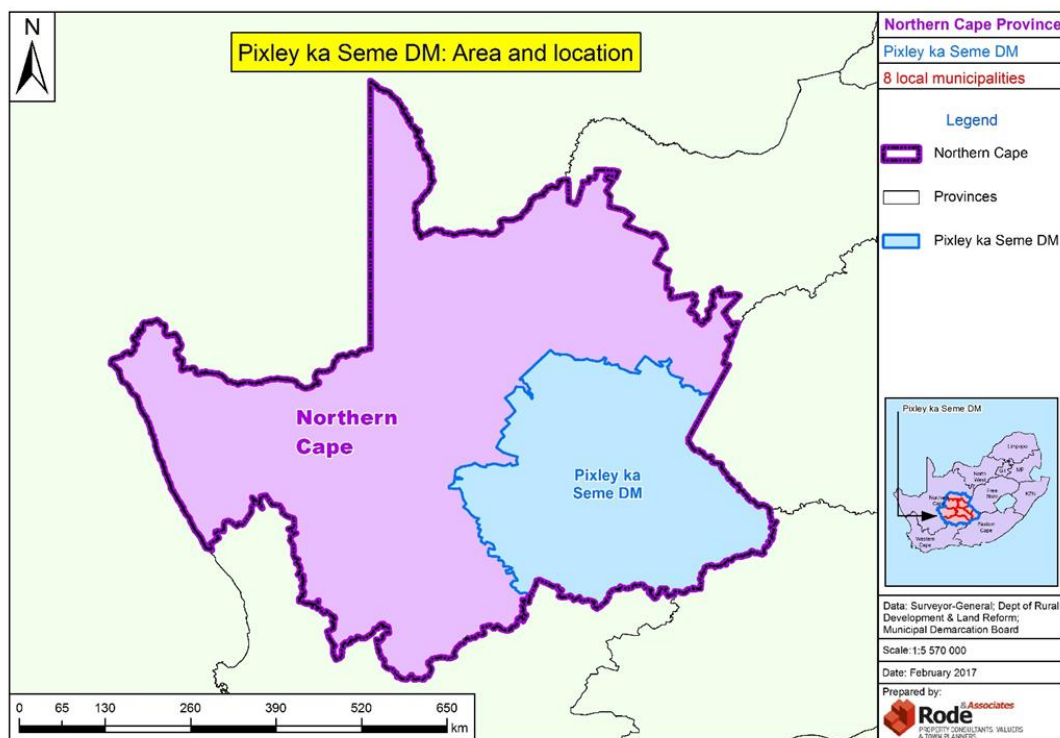 N
Pixley ka Seme DM: Area and location
Northern
Cape
Pixley ka
Seme DM
0 65 130 260 390 520 650
km
Northern Cape Province
Pixley ka Seme DM
8 local municipalities
Legend
Northern Cape
Provinces
Pixley ka Seme DM
Pixley ka Seme DM
Limpopo
North
West
Free
State
KZN
Eastern
Cape
Western
Cape
Data: Surveyor-General; Dept of Rural
Development & Land Reform;
Municipal Demarcation Board
Scale:1:5 570 000
Date: February 2017
Prepared by:
&Associates
Rode
PROPERTY CONSULTANTS, VALUERS
& TOWN PLANNERS